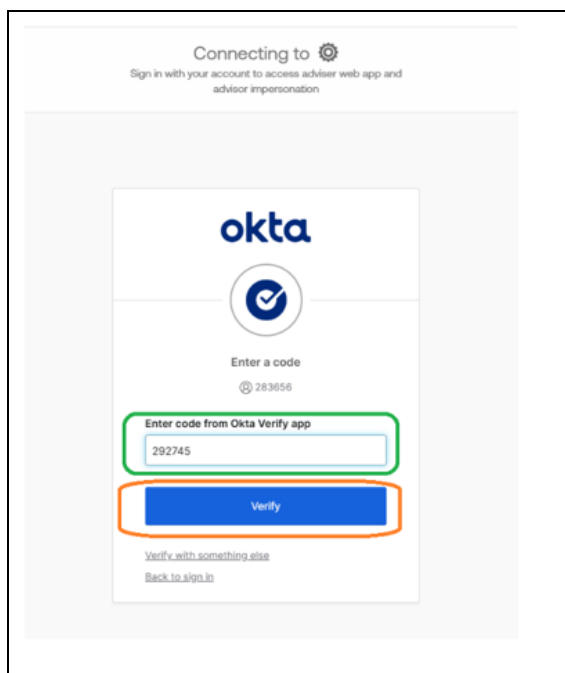 Connecting to
Sign in with your account to access adviser web app and
advisor impersonation
okta
Enter a code
283656
Enter code from Okta Verify app
292745
Verify
Verify with something else
Back to sign in